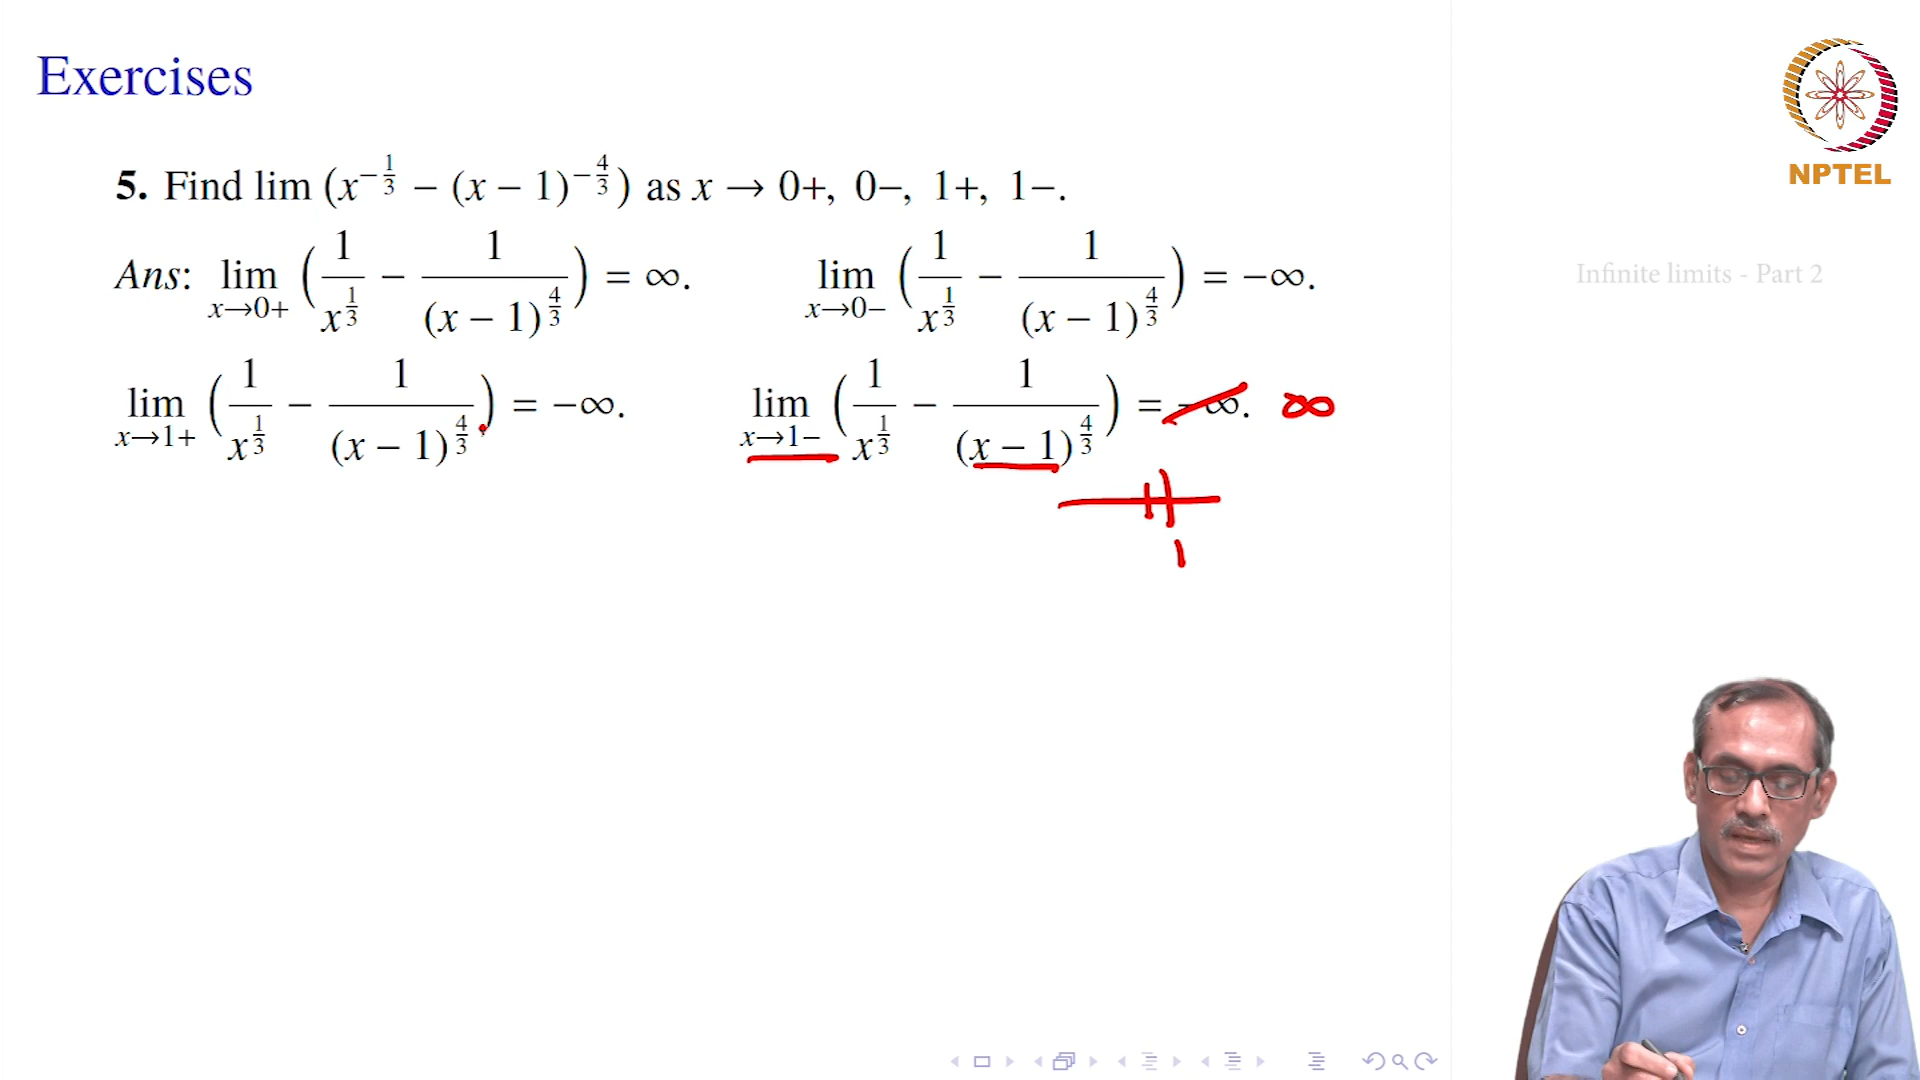 Exercises
NPTEL
5. Find lim (x^{-1/3} − (x − 1)^{-4/3}) as x → 0+, 0−, 1+, 1−.
Ans: lim_{x→0+} (1/x^{1/3} − 1/(x − 1)^{4/3}) = ∞. lim_{x→0−} (1/x^{1/3} − 1/(x − 1)^{4/3}) = −∞.
Infinite limits - Part 2
lim_{x→1+} (1/x^{1/3} − 1/(x − 1)^{4/3}) = −∞. lim_{x→1−} (1/x^{1/3} − 1/(x − 1)^{4/3}) = −∞. ∞
1